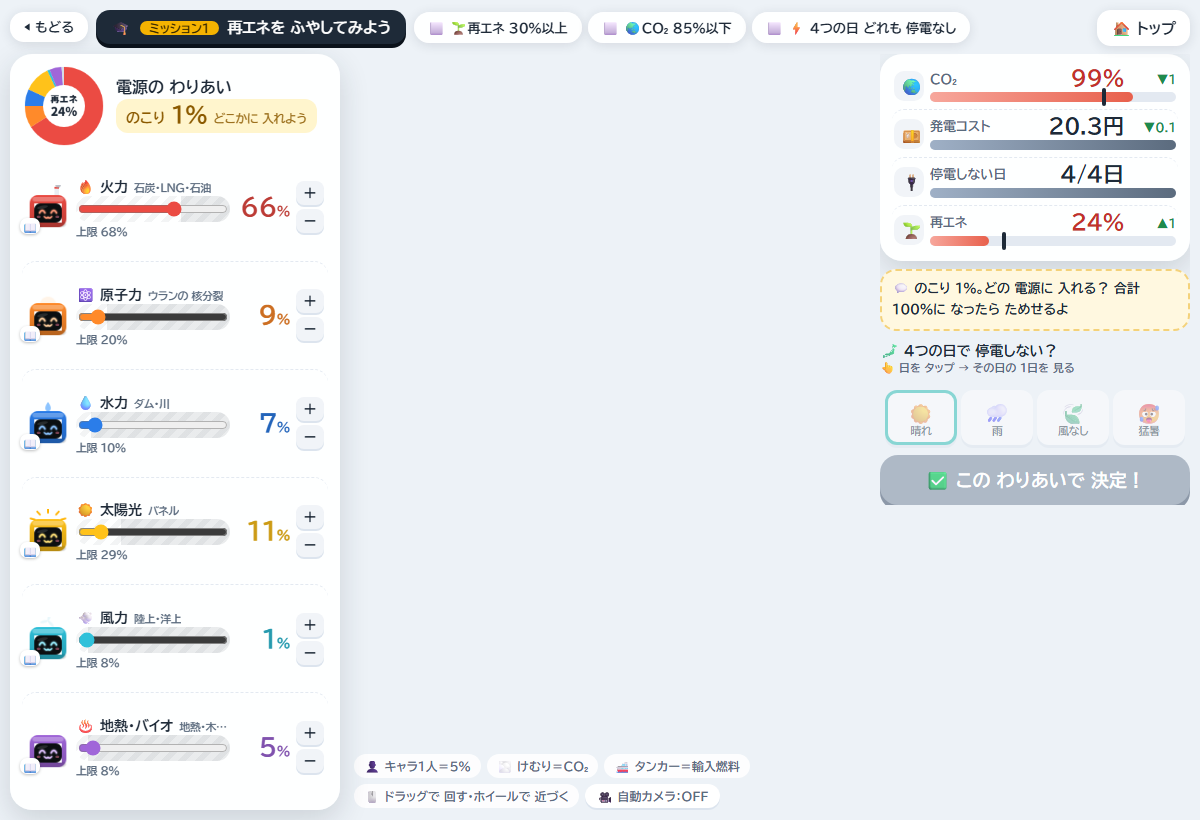 もどる
ミッション1 再エネを ふやしてみよう
再エネ 30%以上
CO₂ 85%以下
4つの日 どれも 停電なし
トップ
再エネ
24%
電源の わりあい
のこり 1% どこかに 入れよう
火力 石炭・LNG・石油
66%
+
−
上限 68%
原子力 ウランの 核分裂
9%
+
−
上限 20%
水力 ダム・川
7%
+
−
上限 10%
太陽光 パネル
11%
+
−
上限 29%
風力 陸上・洋上
1%
+
−
上限 8%
地熱・バイオ 地熱・木…
5%
+
−
上限 8%
キャラ1人＝5%
けむり＝CO₂
タンカー＝輸入燃料
ドラッグで 回す・ホイールで 近づく
自動カメラ：OFF
CO₂ 99% ▼1
発電コスト 20.3円 ▼0.1
停電しない日 4/4日
再エネ 24% ▲1
のこり 1%。どの 電源に 入れる？ 合計
100%に なったら ためせるよ
4つの日で 停電しない？
日を タップ → その日の 1日を 見る
晴れ
雨
風なし
猛暑
この わりあいで 決定！